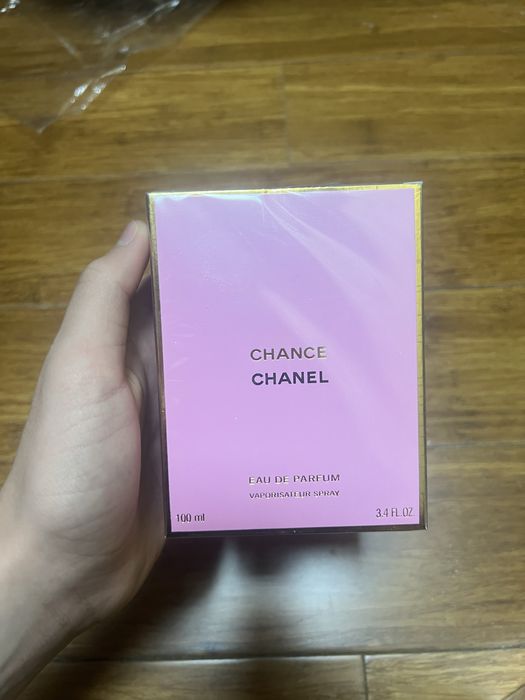 CHANCE
CHANEL
EAU DE PARFUM
VAPORISATEUR SPRAY
100 ml 3.4 FL.OZ